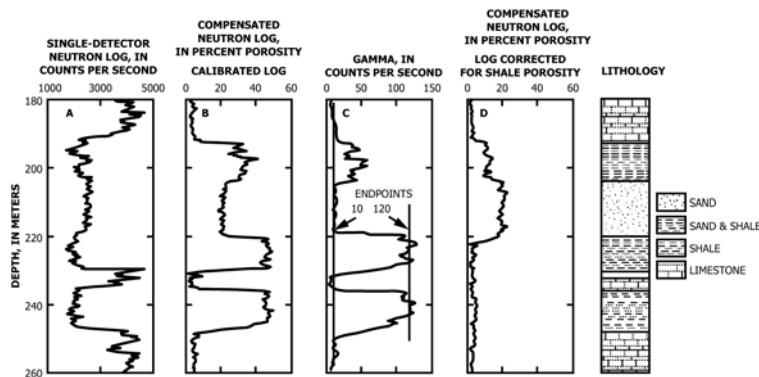 SINGLE-DETECTOR
NEUTRON LOG, IN
COUNTS PER SECOND
1000 3000 5000
A
COMPENSATED
NEUTRON LOG,
IN PERCENT POROSITY
CALIBRATED LOG
0 20 40 60
B
GAMMA, IN
COUNTS PER SECOND
0 50 100 150
C
ENDPOINTS
10 120
COMPENSATED
NEUTRON LOG,
IN PERCENT POROSITY
LOG CORRECTED
FOR SHALE POROSITY
0 20 40 60
D
LITHOLOGY
DEPTH, IN METERS
180
200
220
240
260
SAND
SAND & SHALE
SHALE
LIMESTONE